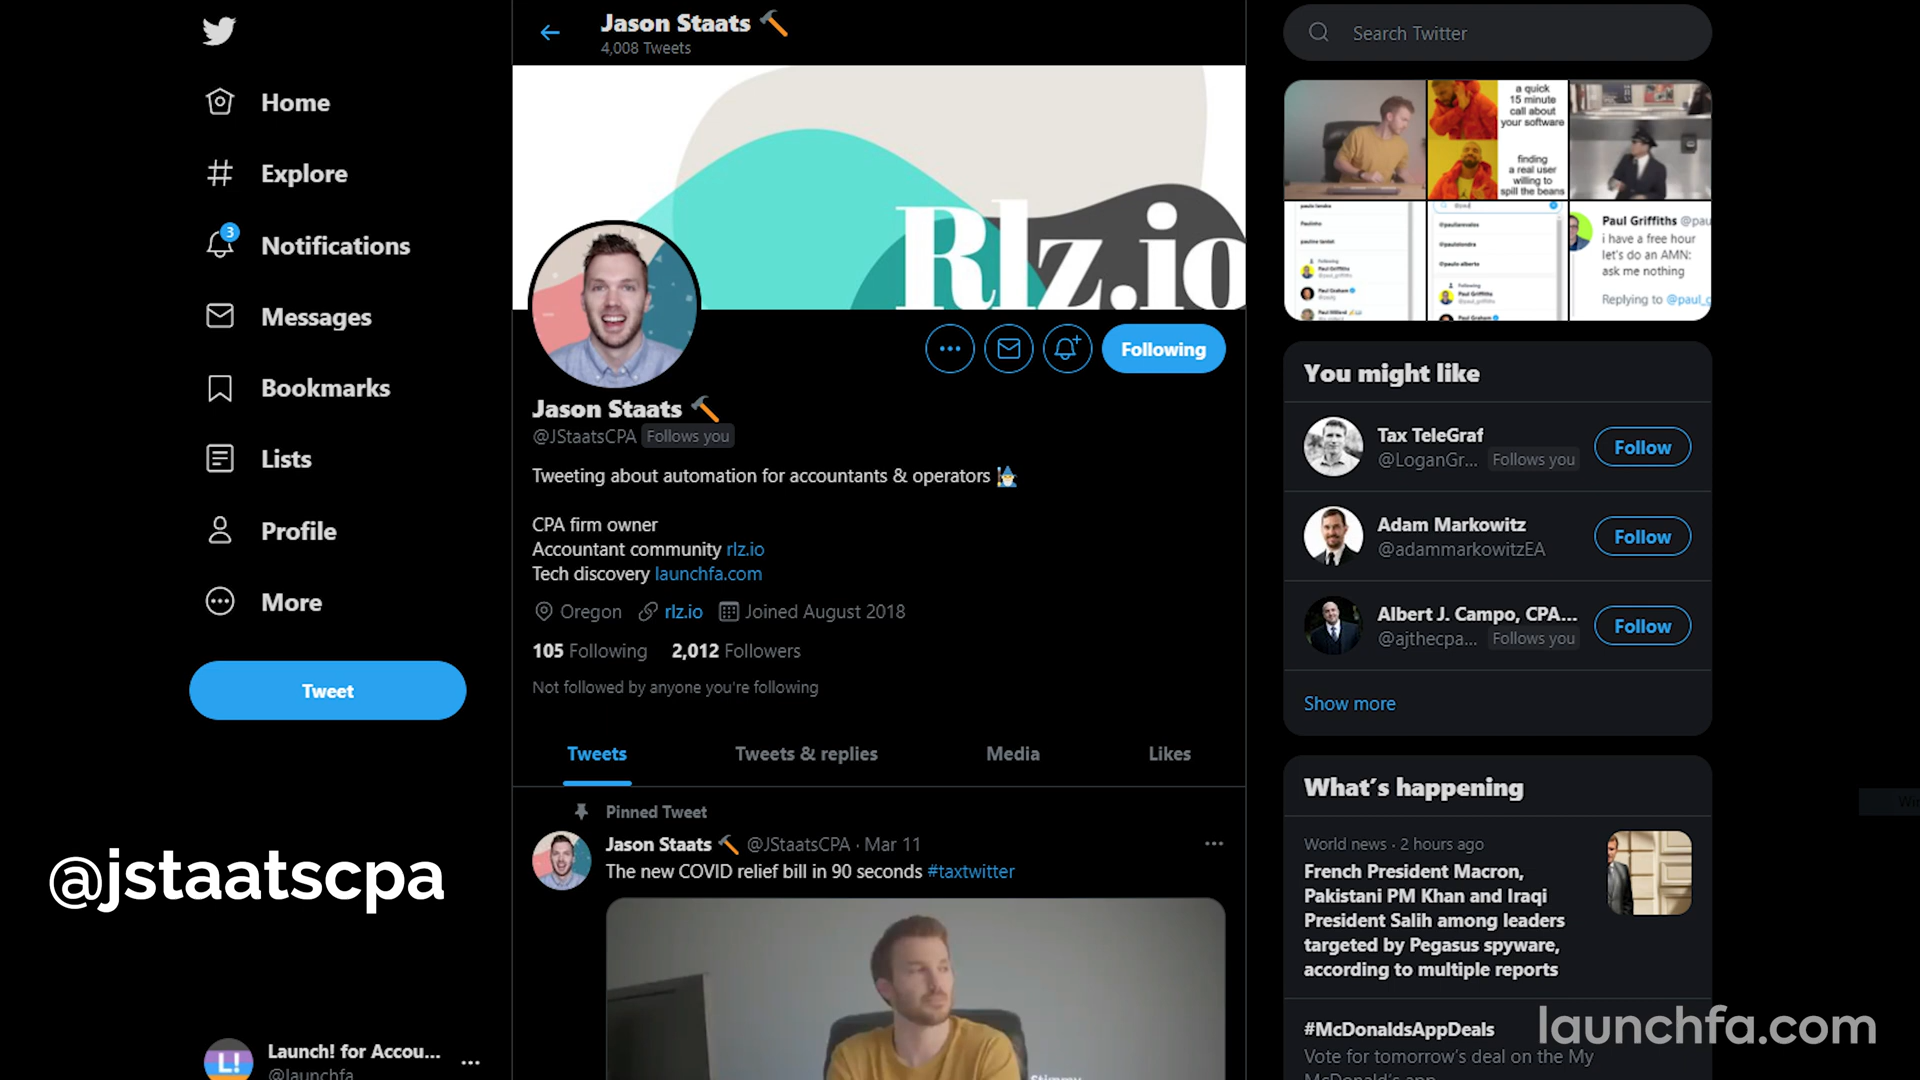 Home
Explore
3
Notifications
Messages
Bookmarks
Lists
Profile
More
Tweet
@jstaatscpa
L!
Launch! for Accou...
@launchfa
Jason Staats
4,008 Tweets
Rlz.io
Following
Jason Staats
@JStaatsCPA Follows you
Tweeting about automation for accountants & operators
CPA firm owner
Accountant community rlz.io
Tech discovery launchfa.com
Oregon rlz.io Joined August 2018
105 Following 2,012 Followers
Not followed by anyone you're following
Tweets Tweets & replies Media Likes
Pinned Tweet
Jason Staats @JStaatsCPA · Mar 11
The new COVID relief bill in 90 seconds #taxtwitter
Search Twitter
a quick
15 minute
call about
your software
finding
a real user
willing to
spill the beans
Paul Griffiths @pau
i have a free hour
let's do an AMN:
ask me nothing
Replying to @paul_g
You might like
Tax TeleGraf
@LoganGr... Follows you
Follow
Adam Markowitz
@adammarkowitzEA
Follow
Albert J. Campo, CPA...
@ajthecpa... Follows you
Follow
Show more
What's happening
World news · 2 hours ago
French President Macron,
Pakistani PM Khan and Iraqi
President Salih among leaders
targeted by Pegasus spyware,
according to multiple reports
#McDonaldsAppDeals
Vote for tomorrow's deal on the My
McDonald's app
launchfa.com